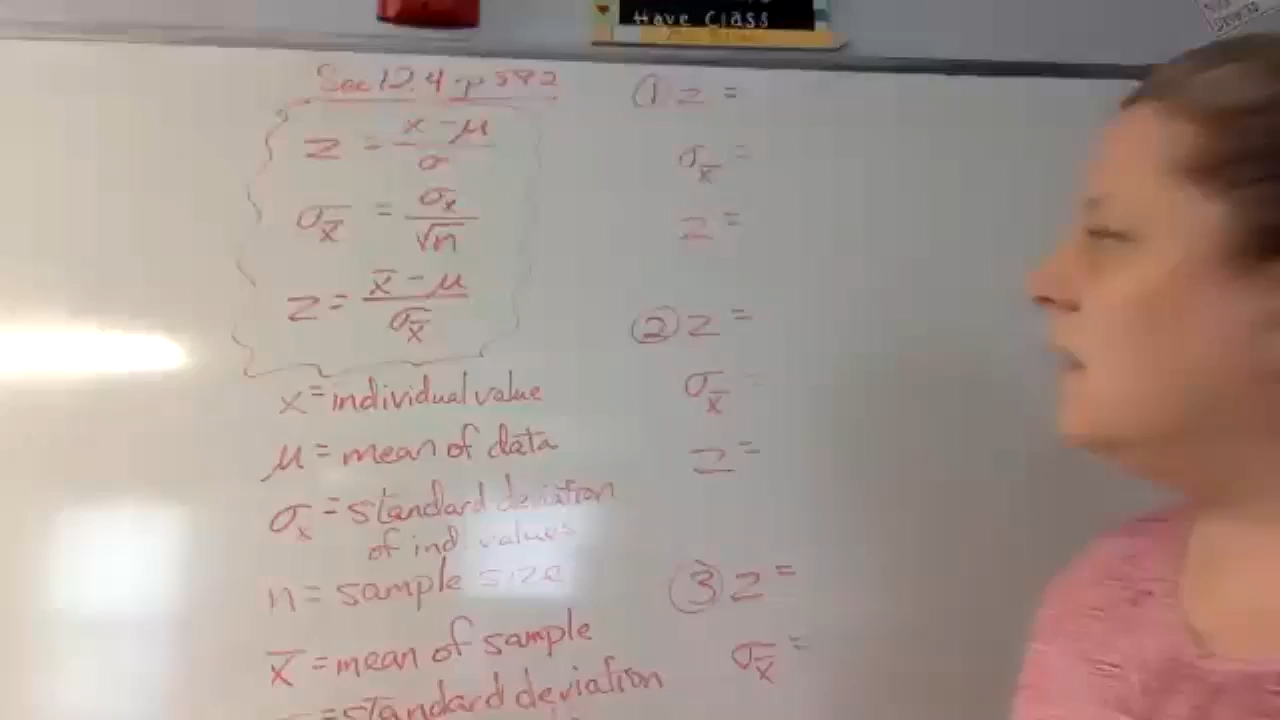 Have Class
Sec 12.4 p 592
z = x - μ / σ
σx̄ = σx / √n
z = x̄ - μ / σx̄
x = individual value
μ = mean of data
σx = standard deviation
of ind. values
n = sample size
x̄ = mean of sample
= standard deviation
① z =
σx̄ =
z =
② z =
σx̄ =
z =
③ z =
σx̄ =